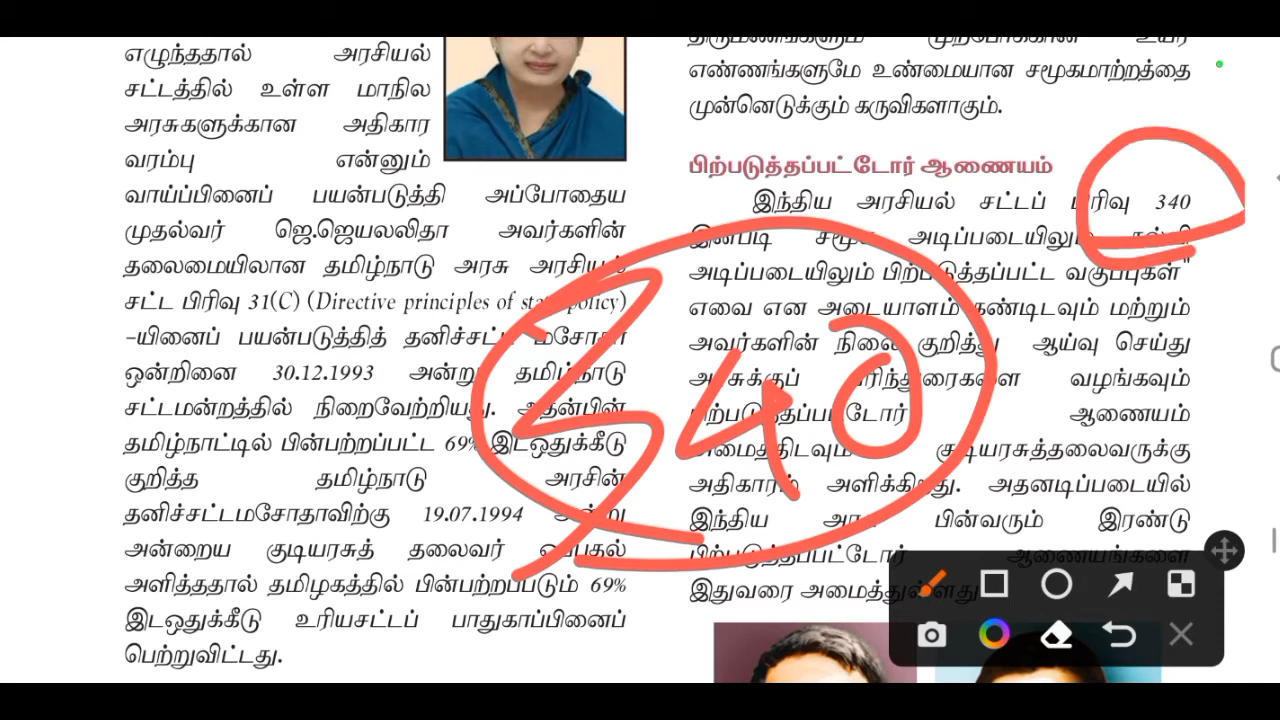 எழுந்ததால் அரசியல்
சட்டத்தில் உள்ள மாநில
அரசுகளுக்கான அதிகார
வரம்பு என்னும்
வாய்ப்பினைப் பயன்படுத்தி அப்போதைய
முதல்வர் ஜெ.ஜெயலலிதா அவர்களின்
தலைமையிலான தமிழ்நாடு அரசு அரசியல்
சட்ட பிரிவு 31(C) (Directive principles of state policy)
-யினைப் பயன்படுத்தித் தனிச்சட்ட மசோதா
ஒன்றினை 30.12.1993 அன்று தமிழ்நாடு
சட்டமன்றத்தில் நிறைவேற்றியது. அதன்பின்
தமிழ்நாட்டில் பின்பற்றப்பட்ட 69% இடஒதுக்கீடு
குறித்த தமிழ்நாடு அரசின்
தனிச்சட்டமசோதாவிற்கு 19.07.1994 அன்று
அன்றைய குடியரசுத் தலைவர் ஒப்புதல்
அளித்ததால் தமிழகத்தில் பின்பற்றப்படும் 69%
இடஒதுக்கீடு உரியசட்டப் பாதுகாப்பினைப்
பெற்றுவிட்டது.
எண்ணங்களுமே உண்மையான சமூகமாற்றத்தை
முன்னெடுக்கும் கருவிகளாகும்.
பிற்படுத்தப்பட்டோர் ஆணையம்
இந்திய அரசியல் சட்டப் பிரிவு 340
இன்படி சமூக அடிப்படையிலும் கல்வி
அடிப்படையிலும் பிற்படுத்தப்பட்ட வகுப்புகள்"
எவை என அடையாளம் கண்டிடவும் மற்றும்
அவர்களின் நிலை குறித்து ஆய்வு செய்து
அரசுக்குப் பரிந்துரைகளை வழங்கவும்
பிற்படுத்தப்பட்டோர் ஆணையம்
அமைத்திடவும் குடியரசுத்தலைவருக்கு
அதிகாரம் அளிக்கிறது. அதனடிப்படையில்
இந்திய அரசு பின்வரும் இரண்டு
பிற்படுத்தப்பட்டோர் ஆணையங்களை
இதுவரை அமைத்துள்ளது
340